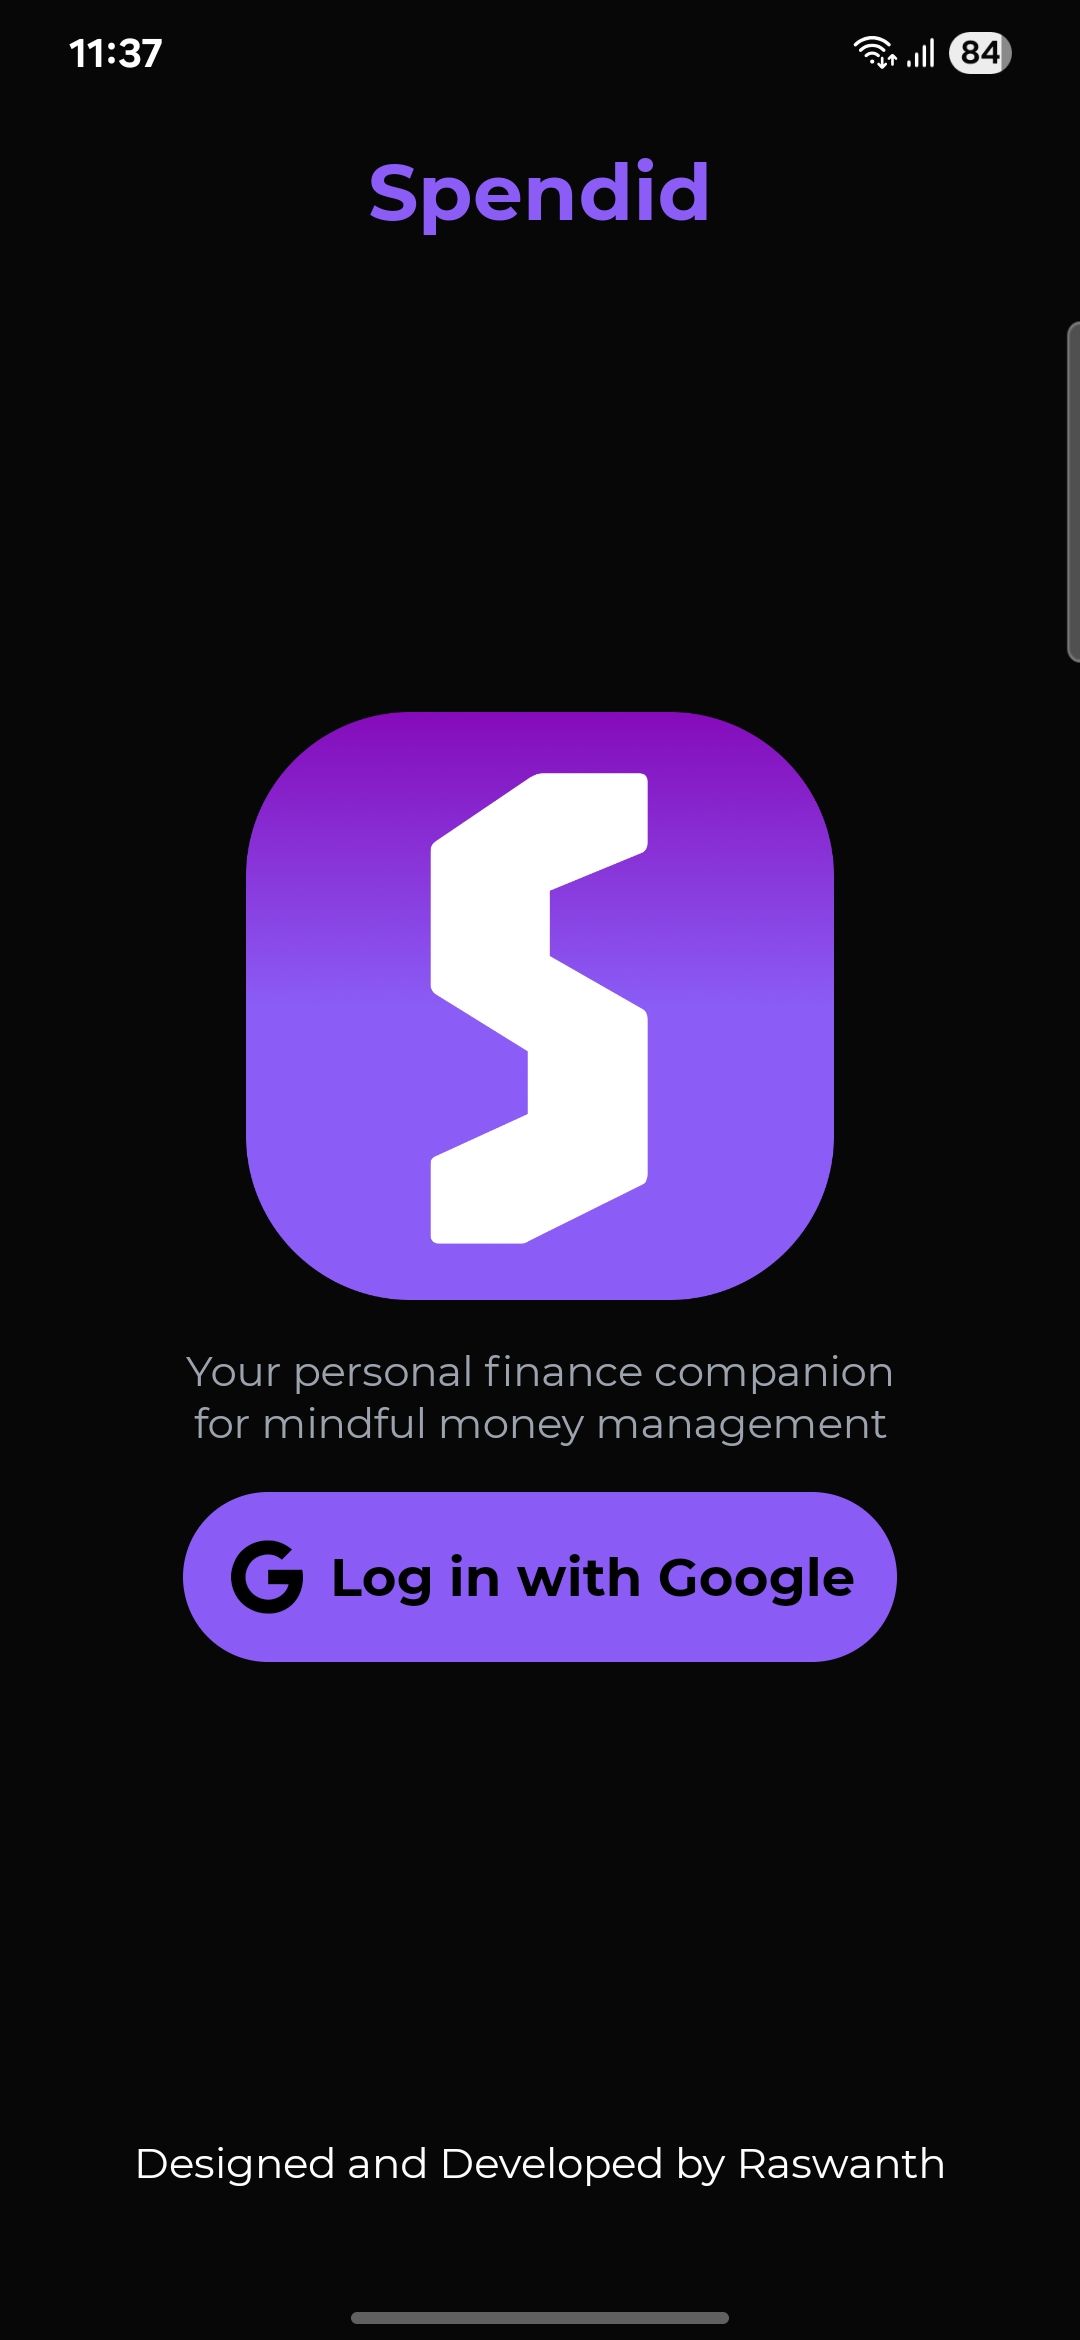 11:37
84
Spendid
S
Your personal finance companion
for mindful money management
G Log in with Google
Designed and Developed by Raswanth